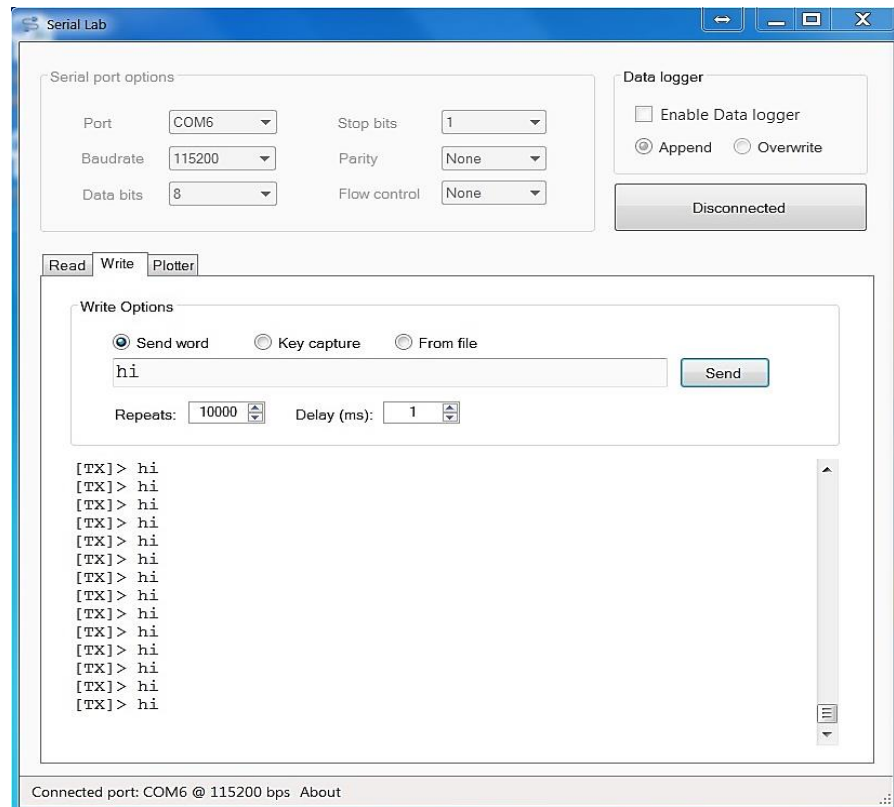 Serial Lab
Serial port options
Port COM6 Stop bits 1
Baudrate 115200 Parity None
Data bits 8 Flow control None
Data logger
Enable Data logger
Append Overwrite
Disconnected
Read Write Plotter
Write Options
Send word Key capture From file
hi Send
Repeats: 10000 Delay (ms): 1
[TX]> hi
[TX]> hi
[TX]> hi
[TX]> hi
[TX]> hi
[TX]> hi
[TX]> hi
[TX]> hi
[TX]> hi
[TX]> hi
[TX]> hi
[TX]> hi
[TX]> hi
[TX]> hi
Connected port: COM6 @ 115200 bps About